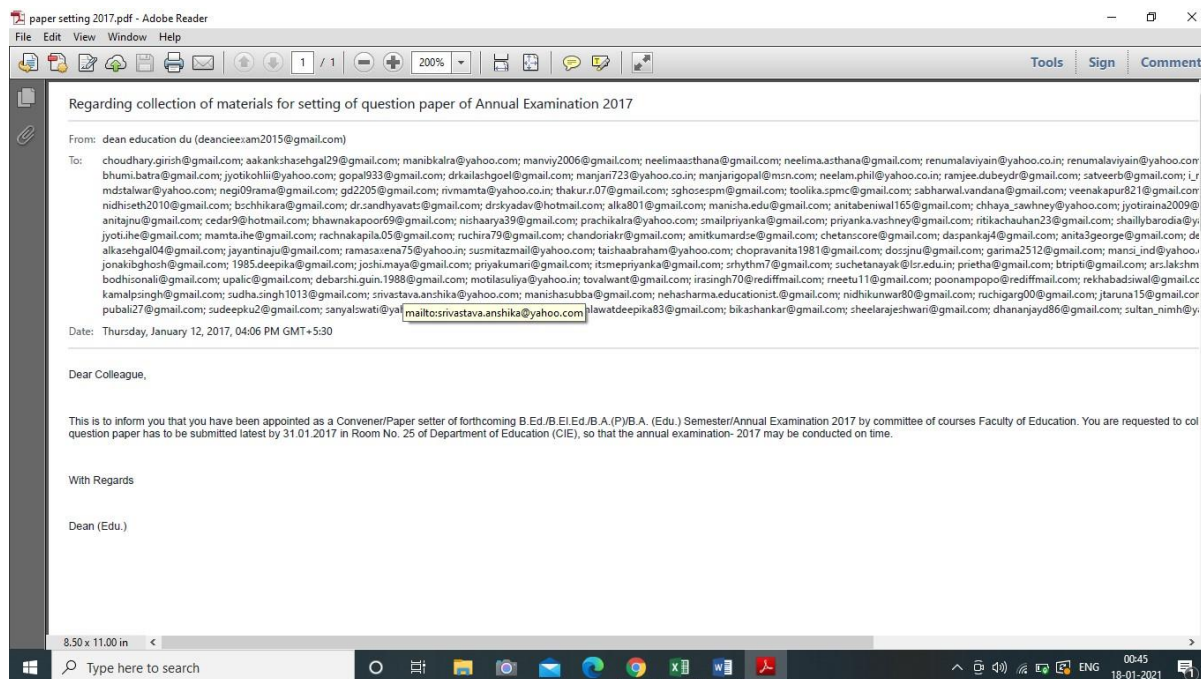 paper setting 2017.pdf - Adobe Reader
File Edit View Window Help
1 / 1 200% Tools Sign Comment
Regarding collection of materials for setting of question paper of Annual Examination 2017
From: dean education du (deancieexam2015@gmail.com)
To: choudhary.girish@gmail.com; aakankshasehgal29@gmail.com; manibkalra@yahoo.com; manviy2006@gmail.com; neelimaasthana@gmail.com; neelima.asthana@gmail.com; renumalaviyain@yahoo.co.in; renumalaviyain@yahoo.com
bhumi.batra@gmail.com; jyotikohlii@yahoo.com; gopal933@gmail.com; drkailashgoel@gmail.com; manjari723@yahoo.co.in; manjarigopal@msn.com; neelam.phil@yahoo.co.in; ramjee.dubeydr@gmail.com; satveerb@gmail.com;
mdstalwar@yahoo.com; negi09rama@gmail.com; gd2205@gmail.com; rivmamta@yahoo.co.in; thakur.r.07@gmail.com; sghosespm@gmail.com; toolika.spmc@gmail.com; sabharwal.vandana@gmail.com; veenakapur821@gmail.com
nidhiseth2010@gmail.com; bschhikara@gmail.com; dr.sandhyavats@gmail.com; drskyadav@hotmail.com; alka801@gmail.com; manisha.edu@gmail.com; anitabeniwal165@gmail.com; chhaya_sawhney@yahoo.com; jyotiraina2009@
anitajnu@gmail.com; cedar9@hotmail.com; bhawnakapoor69@gmail.com; nishaarya39@gmail.com; prachikalra@yahoo.com; smailpriyanka@gmail.com; priyanka.vashney@gmail.com; ritikachauhan23@gmail.com; shaillybarodia@
jyoti.ihe@gmail.com; mamta.ihe@gmail.com; rachnakapila.05@gmail.com; ruchira79@gmail.com; chandoriakr@gmail.com; amitkumardse@gmail.com; chetanscore@gmail.com; daspankaj4@gmail.com; anita3george@gmail.com; de
alkasehgal04@gmail.com; jayantinaju@gmail.com; ramasaxena75@yahoo.in; susmitazmail@yahoo.com; taishaabraham@yahoo.com; chopravanita1981@gmail.com; dossjnu@gmail.com; garima2512@gmail.com; mansi_ind@yahoo.
jonakibghosh@gmail.com; 1985.deepika@gmail.com; joshi.maya@gmail.com; priyakumari@gmail.com; itsmepriyanka@gmail.com; srhythm7@gmail.com; suchetanayak@lsr.edu.in; prietha@gmail.com; btripti@gmail.com; ars.lakshm
bodhisonali@gmail.com; upalic@gmail.com; debarshi.guin.1988@gmail.com; motilasuliya@yahoo.in; tovalwant@gmail.com; irasingh70@rediffmail.com; rneetu11@gmail.com; poonampopo@rediffmail.com; rekhabadsiwal@gmail.cc
kamalpsingh@gmail.com; sudha.singh1013@gmail.com; srivastava.anshika@yahoo.com; manishasubba@gmail.com; nehasharma.educationist.@gmail.com; nidhikunwar80@gmail.com; ruchigarg00@gmail.com; jtaruna15@gmail.com
pubali27@gmail.com; sudeepku2@gmail.com; sanyalswati@ya mailto:srivastava.anshika@yahoo.com nlawatdeepika83@gmail.com; bikashankar@gmail.com; sheelarajeshwari@gmail.com; dhananjayd86@gmail.com; sultan_nimh@
Date: Thursday, January 12, 2017, 04:06 PM GMT+5:30
Dear Colleague,
This is to inform you that you have been appointed as a Convener/Paper setter of forthcoming B.Ed./B.El.Ed./B.A.(P)/B.A. (Edu.) Semester/Annual Examination 2017 by committee of courses Faculty of Education. You are requested to col
question paper has to be submitted latest by 31.01.2017 in Room No. 25 of Department of Education (CIE), so that the annual examination- 2017 may be conducted on time.
With Regards
Dean (Edu.)
8.50 x 11.00 in
Type here to search ENG 00:45
18-01-2021